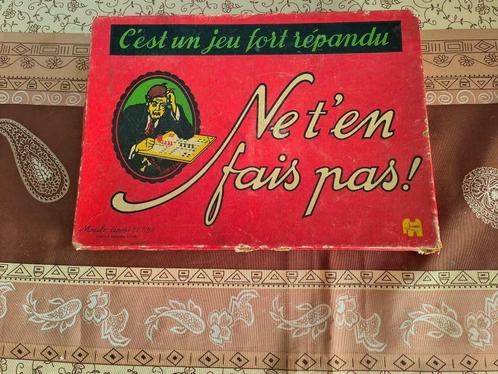 C'est un jeu fort répandu
Ne t'en
fais pas!